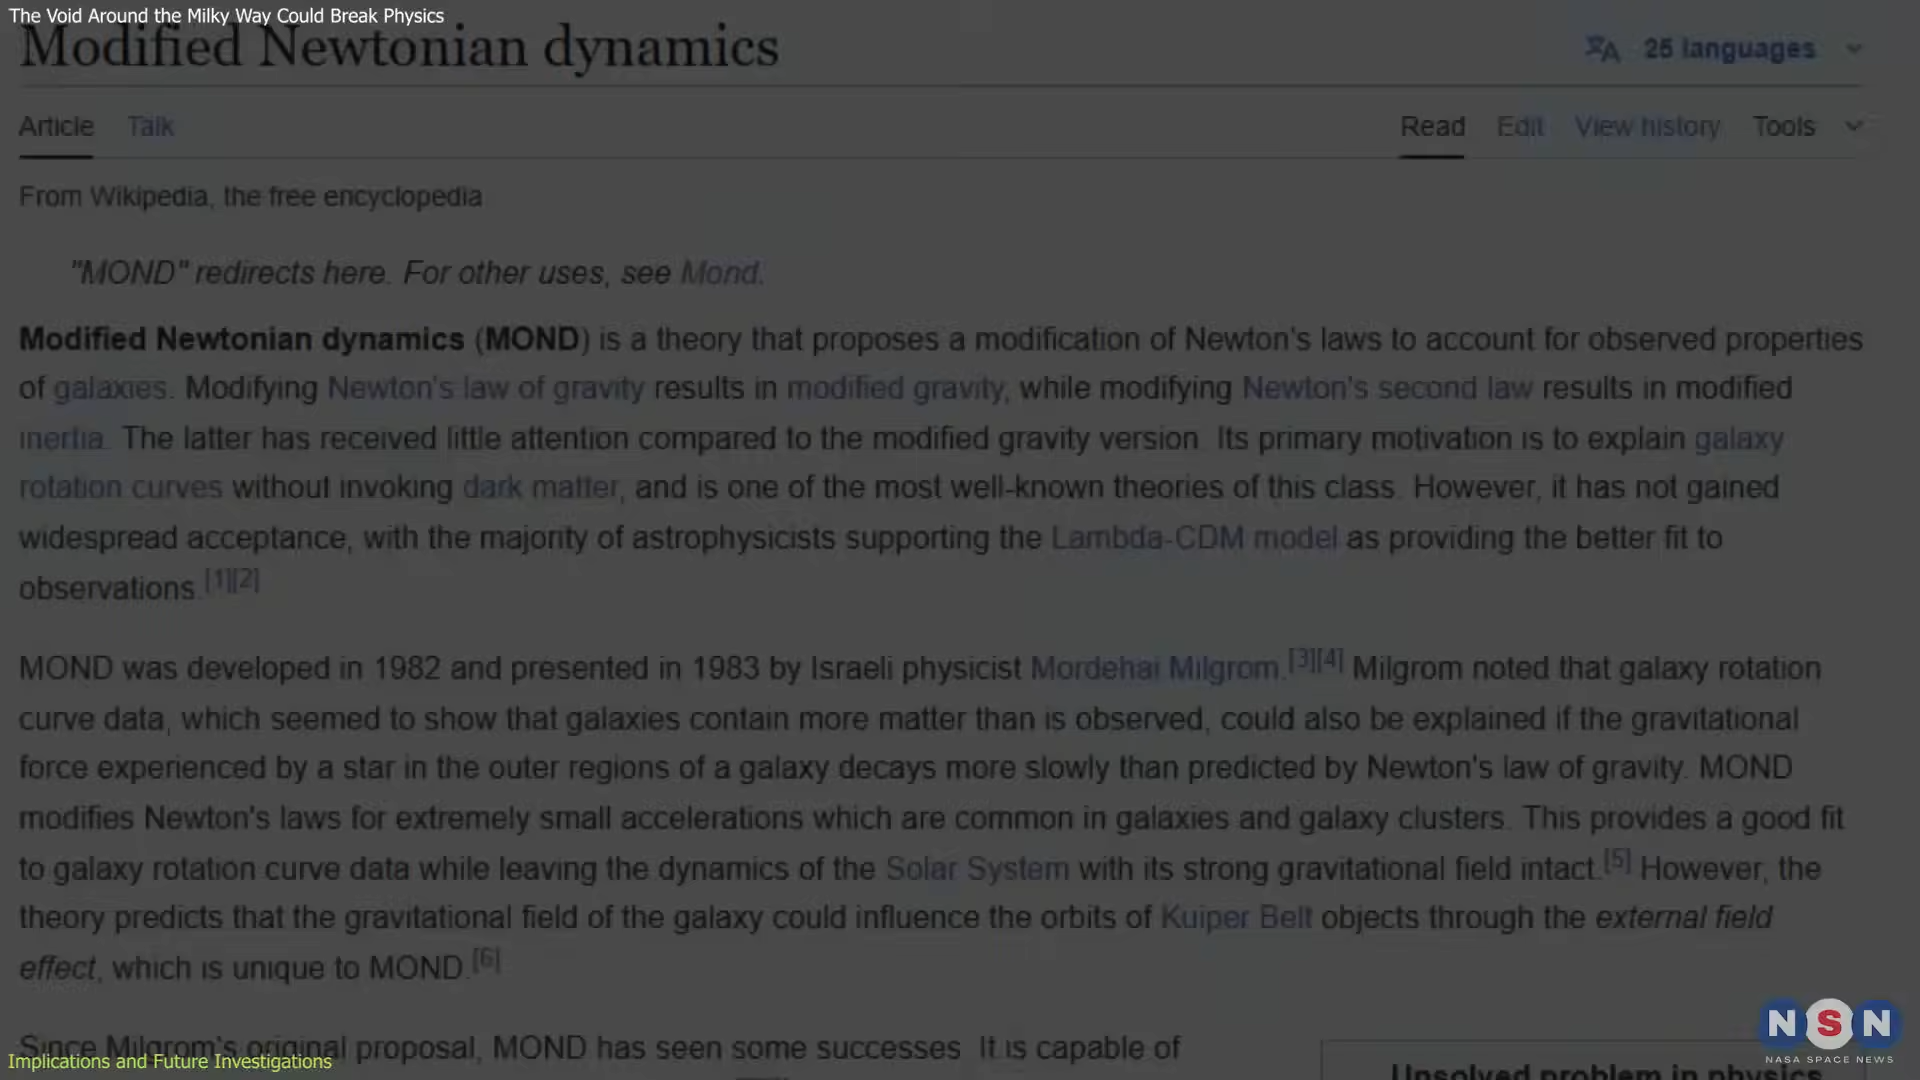 The Void Around the Milky Way Could Break Physics
Modified Newtonian dynamics
25 languages
Article Talk
Read Edit View history Tools
From Wikipedia, the free encyclopedia
"MOND" redirects here. For other uses, see Mond.
Modified Newtonian dynamics (MOND) is a theory that proposes a modification of Newton's laws to account for observed properties
of galaxies. Modifying Newton's law of gravity results in modified gravity, while modifying Newton's second law results in modified
inertia. The latter has received little attention compared to the modified gravity version. Its primary motivation is to explain galaxy
rotation curves without invoking dark matter, and is one of the most well-known theories of this class. However, it has not gained
widespread acceptance, with the majority of astrophysicists supporting the Lambda-CDM model as providing the better fit to
observations.[1][2]
MOND was developed in 1982 and presented in 1983 by Israeli physicist Mordehai Milgrom.[3][4] Milgrom noted that galaxy rotation
curve data, which seemed to show that galaxies contain more matter than is observed, could also be explained if the gravitational
force experienced by a star in the outer regions of a galaxy decays more slowly than predicted by Newton's law of gravity. MOND
modifies Newton's laws for extremely small accelerations which are common in galaxies and galaxy clusters. This provides a good fit
to galaxy rotation curve data while leaving the dynamics of the Solar System with its strong gravitational field intact.[5] However, the
theory predicts that the gravitational field of the galaxy could influence the orbits of Kuiper Belt objects through the external field
effect, which is unique to MOND.[6]
Since Milgrom's original proposal, MOND has seen some successes. It is capable of
Implications and Future Investigations
Unsolved problem in physics
NSN
NASA SPACE NEWS